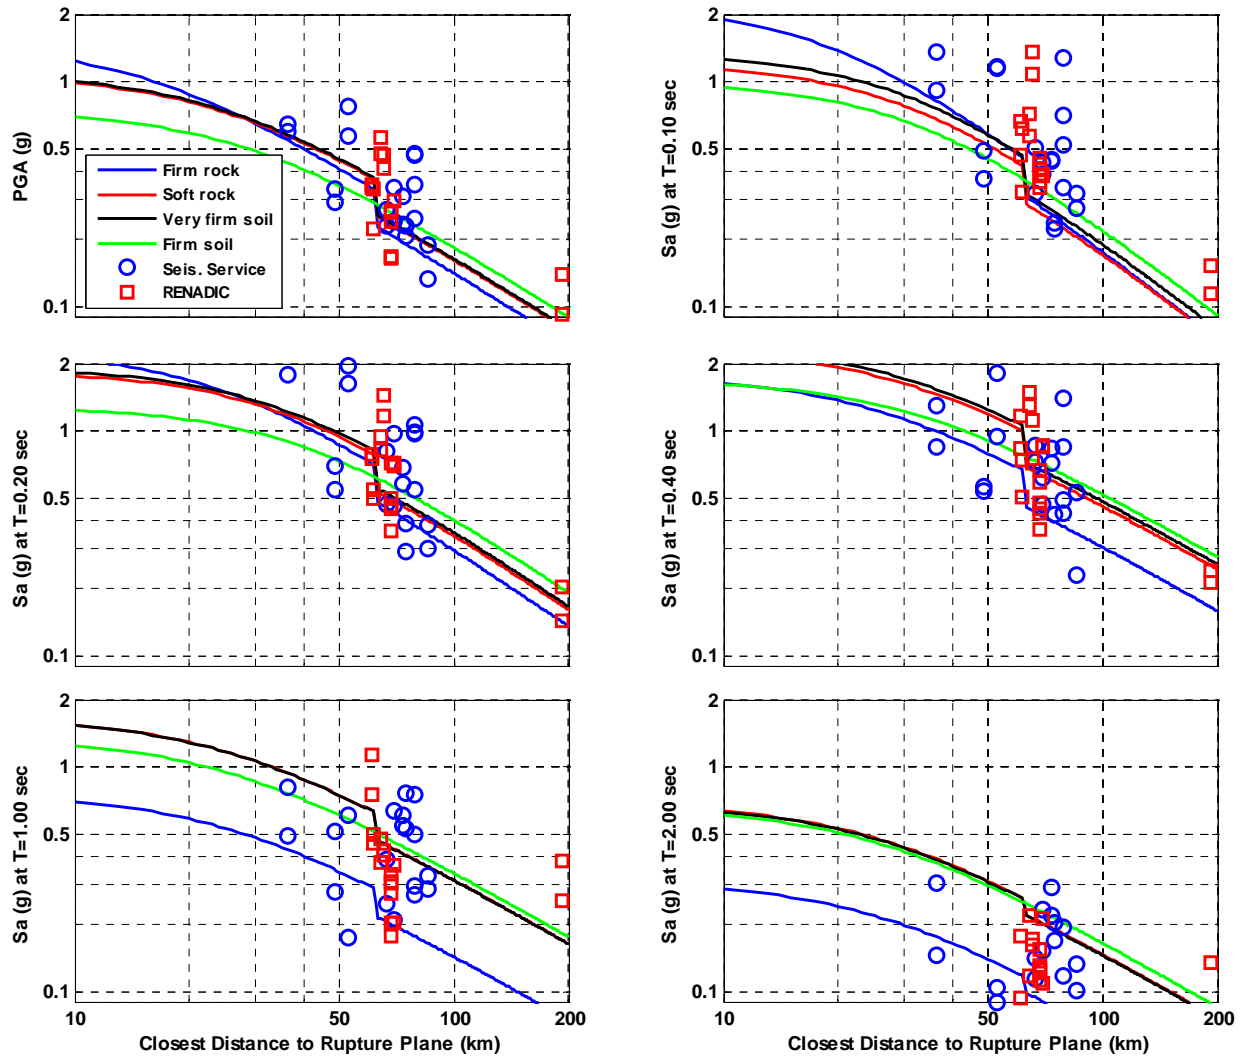 2
1
0.5
0.1
PGA (g)
Firm rock
Soft rock
Very firm soil
Firm soil
Seis. Service
RENADIC
2
1
0.5
0.1
Sa (g) at T=0.10 sec
2
1
0.5
0.1
Sa (g) at T=0.20 sec
2
1
0.5
0.1
Sa (g) at T=0.40 sec
2
1
0.5
0.1
Sa (g) at T=1.00 sec
10 50 100 200
Closest Distance to Rupture Plane (km)
2
1
0.5
0.1
Sa (g) at T=2.00 sec
10 50 100 200
Closest Distance to Rupture Plane (km)